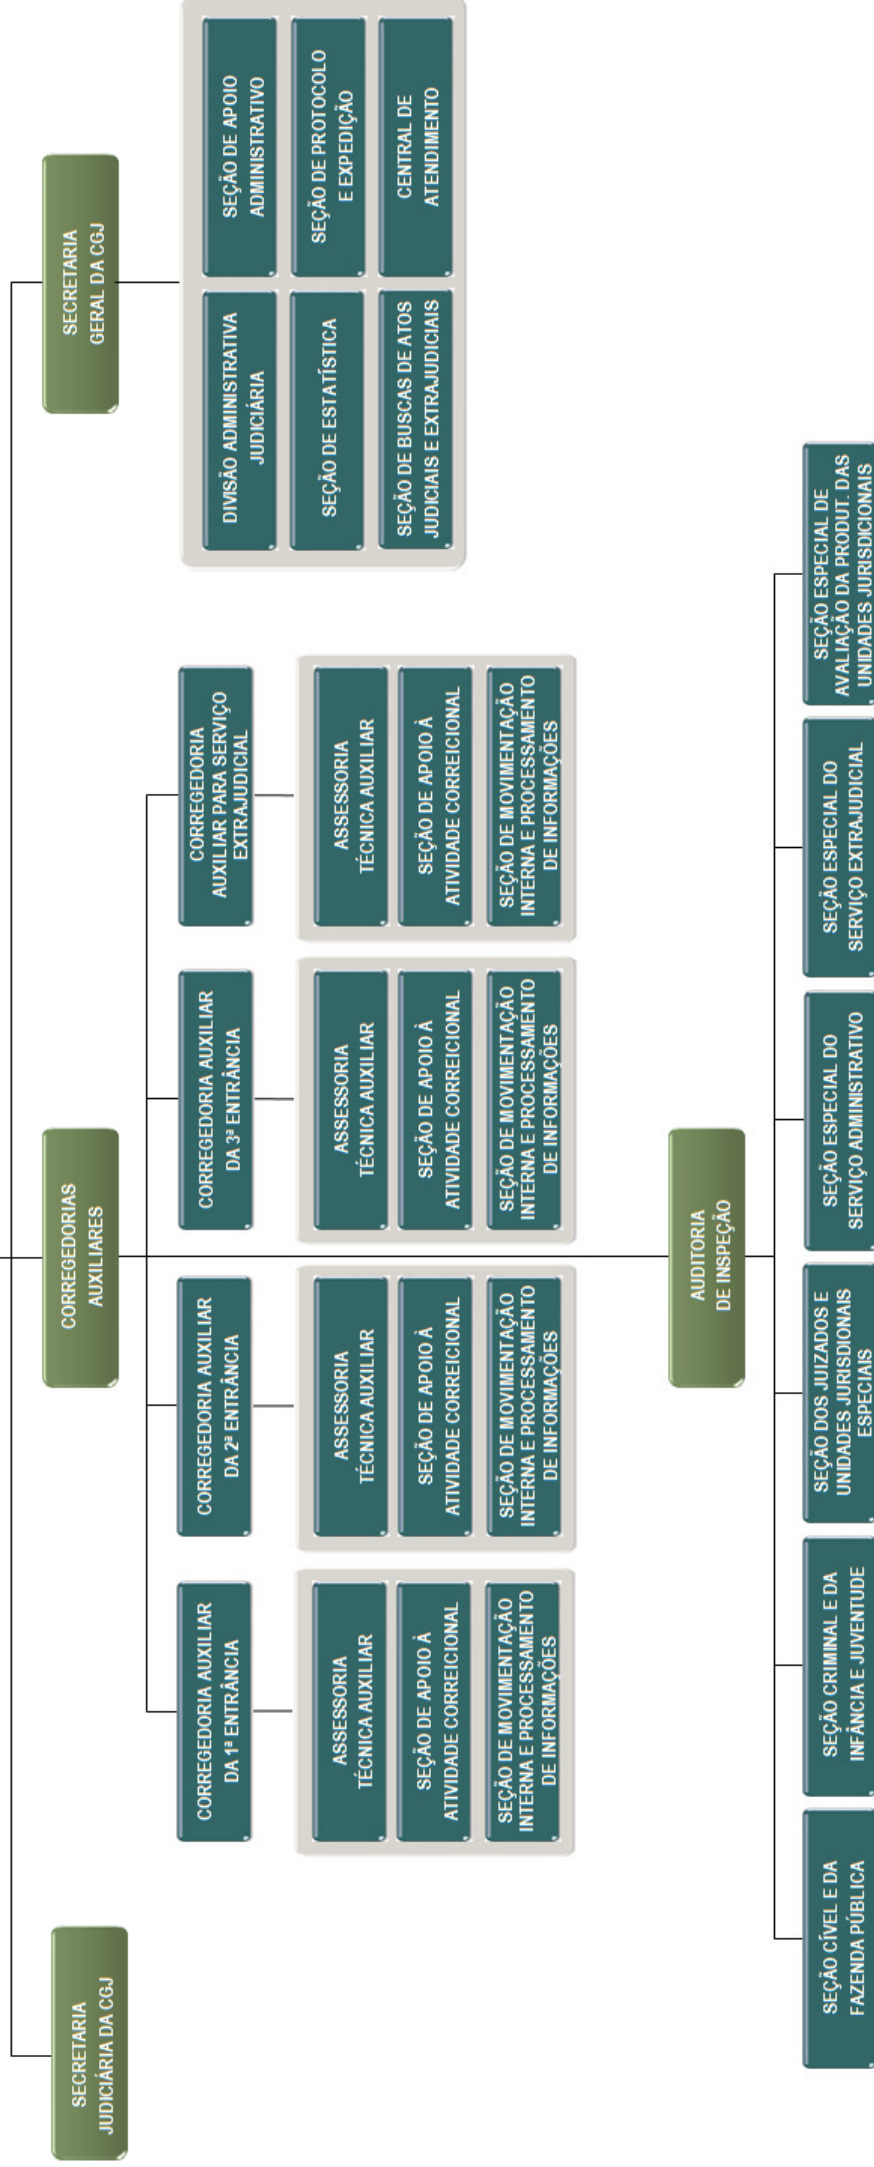 SECRETARIA
JUDICIÁRIA DA CGJ
CORREGEDORIAS
AUXILIARES
SECRETARIA
GERAL DA CGJ
CORREGEDORIA AUXILIAR
DA 1ª ENTRÂNCIA
ASSESSORIA
TÉCNICA AUXILIAR
SEÇÃO DE APOIO À
ATIVIDADE CORREICIONAL
SEÇÃO DE MOVIMENTAÇÃO
INTERNA E PROCESSAMENTO
DE INFORMAÇÕES
CORREGEDORIA AUXILIAR
DA 2ª ENTRÂNCIA
ASSESSORIA
TÉCNICA AUXILIAR
SEÇÃO DE APOIO À
ATIVIDADE CORREICIONAL
SEÇÃO DE MOVIMENTAÇÃO
INTERNA E PROCESSAMENTO
DE INFORMAÇÕES
CORREGEDORIA AUXILIAR
DA 3ª ENTRÂNCIA
ASSESSORIA
TÉCNICA AUXILIAR
SEÇÃO DE APOIO À
ATIVIDADE CORREICIONAL
SEÇÃO DE MOVIMENTAÇÃO
INTERNA E PROCESSAMENTO
DE INFORMAÇÕES
CORREGEDORIA
AUXILIAR PARA SERVIÇO
EXTRAJUDICIAL
ASSESSORIA
TÉCNICA AUXILIAR
SEÇÃO DE APOIO À
ATIVIDADE CORREICIONAL
SEÇÃO DE MOVIMENTAÇÃO
INTERNA E PROCESSAMENTO
DE INFORMAÇÕES
DIVISÃO ADMINISTRATIVA
JUDICIÁRIA
SEÇÃO DE APOIO
ADMINISTRATIVO
SEÇÃO DE ESTATÍSTICA
SEÇÃO DE PROTOCOLO
E EXPEDIÇÃO
SEÇÃO DE BUSCAS DE ATOS
JUDICIAIS E EXTRAJUDICIAIS
CENTRAL DE
ATENDIMENTO
AUDITORIA
DE INSPEÇÃO
SEÇÃO CÍVEL E DA
FAZENDA PÚBLICA
SEÇÃO CRIMINAL E DA
INFÂNCIA E JUVENTUDE
SEÇÃO DOS JUIZADOS E
UNIDADES JURISDIONAIS
ESPECIAIS
SEÇÃO ESPECIAL DO
SERVIÇO ADMINISTRATIVO
SEÇÃO ESPECIAL DO
SERVIÇO EXTRAJUDICIAL
SEÇÃO ESPECIAL DE
AVALIAÇÃO DA PRODUT. DAS
UNIDADES JURISDICIONAIS